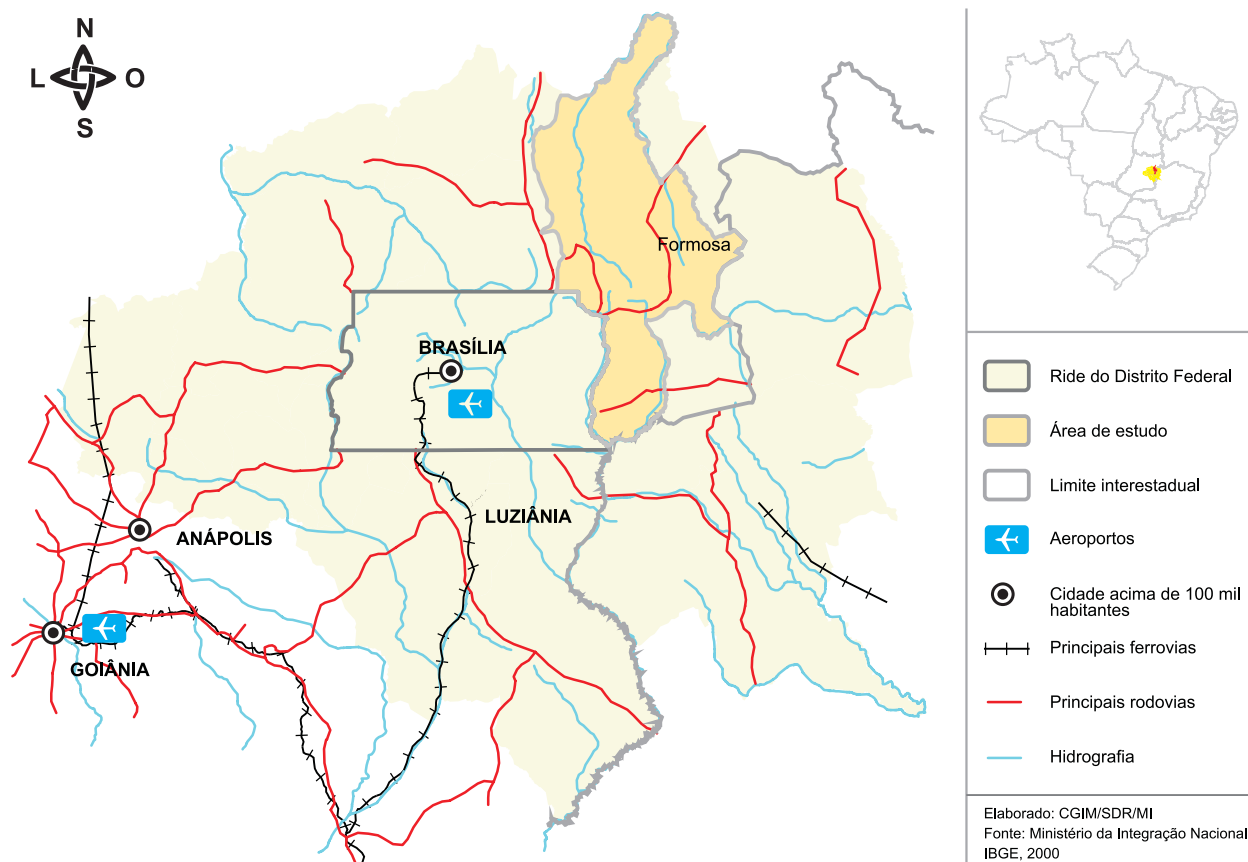 N
L O
S
Formosa
BRASÍLIA
LUZIÂNIA
ANÁPOLIS
GOIÂNIA
Ride do Distrito Federal
Área de estudo
Limite interestadual
Aeroportos
Cidade acima de 100 mil
habitantes
Principais ferrovias
Principais rodovias
Hidrografia
Elaborado: CGIM/SDR/MI
Fonte: Ministério da Integração Nacional
IBGE, 2000